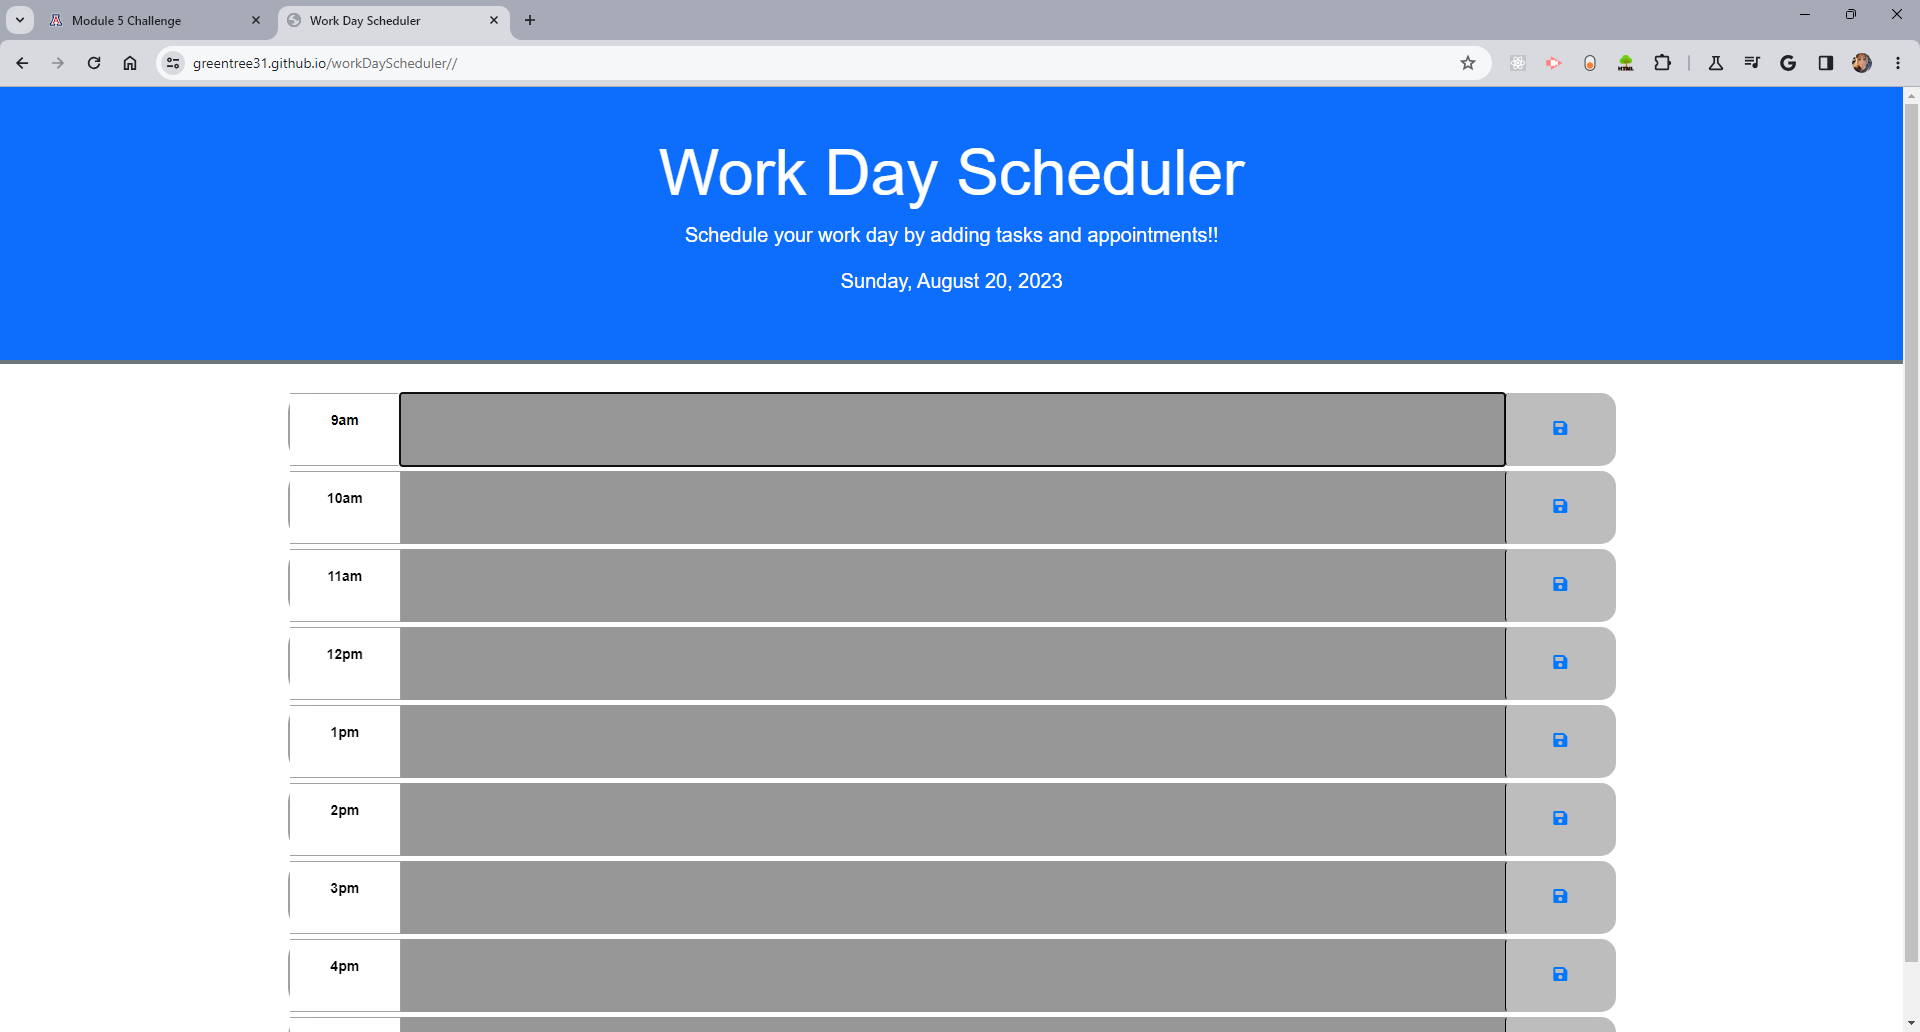 Module 5 Challenge
Work Day Scheduler
greentree31.github.io/workDayScheduler//
HTML
Work Day Scheduler
Schedule your work day by adding tasks and appointments!!
Sunday, August 20, 2023
9am
10am
11am
12pm
1pm
2pm
3pm
4pm